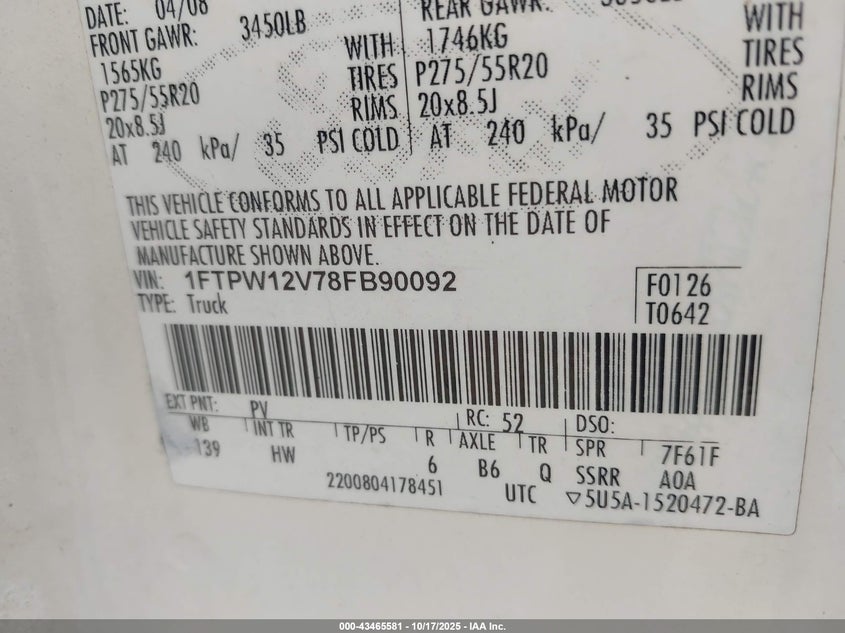 DATE: 04/08
FRONT GAWR: 3450LB
1565KG WITH
P275/55R20 TIRES
20x8.5J RIMS
AT 240 kPa/ 35 PSI COLD
REAR GAWR:
1746KG WITH
P275/55R20 TIRES
20x8.5J RIMS
AT 240 kPa/ 35 PSI COLD
THIS VEHICLE CONFORMS TO ALL APPLICABLE FEDERAL MOTOR
VEHICLE SAFETY STANDARDS IN EFFECT ON THE DATE OF
MANUFACTURE SHOWN ABOVE.
VIN: 1FTPW12V78FB90092
TYPE: Truck
F0126
T0642
EXT PNT: PV RC: 52 DSO:
WB INT TR TP/PS R AXLE TR SPR 7F61F
139 HW 6 B6 Q SSRR AOA
2200804178451 UTC ▽5U5A-1520472-BA
000-43465581 - 10/17/2025 - IAA Inc.